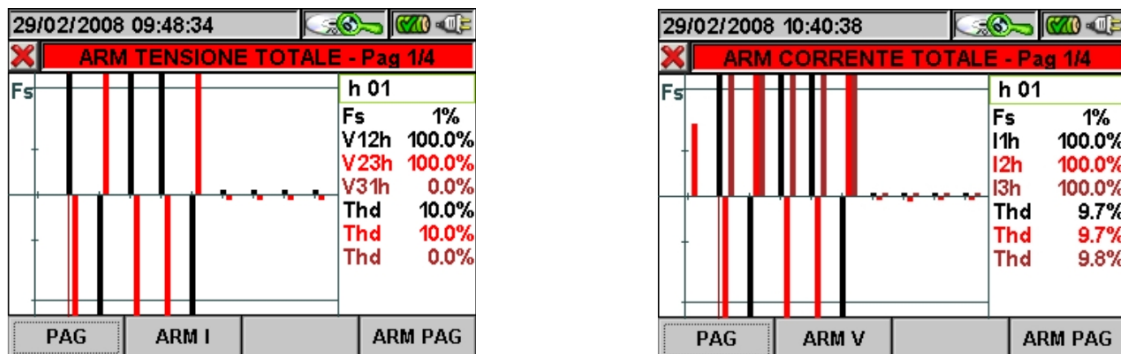 29/02/2008 09:48:34
ARM TENSIONE TOTALE - Pag 1/4
Fs
h 01
Fs 1%
V12h 100.0%
V23h 100.0%
V31h 0.0%
Thd 10.0%
Thd 10.0%
Thd 0.0%
PAG ARM I ARM PAG
29/02/2008 10:40:38
ARM CORRENTE TOTALE - Pag 1/4
Fs
h 01
Fs 1%
I1h 100.0%
I2h 100.0%
I3h 100.0%
Thd 9.7%
Thd 9.7%
Thd 9.8%
PAG ARM V ARM PAG